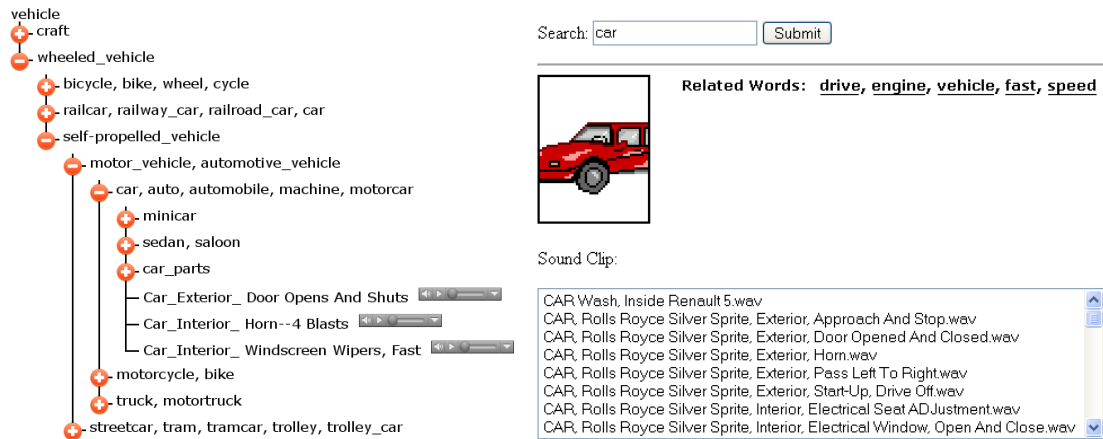 vehicle
craft
wheeled_vehicle
bicycle, bike, wheel, cycle
railcar, railway_car, railroad_car, car
self-propelled_vehicle
motor_vehicle, automotive_vehicle
car, auto, automobile, machine, motorcar
minicar
sedan, saloon
car_parts
Car_Exterior_ Door Opens And Shuts
Car_Interior_ Horn--4 Blasts
Car_Interior_ Windscreen Wipers, Fast
motorcycle, bike
truck, motortruck
streetcar, tram, tramcar, trolley, trolley_car
Search: car Submit
Related Words: drive, engine, vehicle, fast, speed
Sound Clip:
CAR Wash, Inside Renault 5.wav
CAR, Rolls Royce Silver Sprite, Exterior, Approach And Stop.wav
CAR, Rolls Royce Silver Sprite, Exterior, Door Opened And Closed.wav
CAR, Rolls Royce Silver Sprite, Exterior, Horn.wav
CAR, Rolls Royce Silver Sprite, Exterior, Pass Left To Right.wav
CAR, Rolls Royce Silver Sprite, Exterior, Start-Up, Drive Off.wav
CAR, Rolls Royce Silver Sprite, Interior, Electrical Seat ADJustment.wav
CAR, Rolls Royce Silver Sprite, Interior, Electrical Window, Open And Close.wav